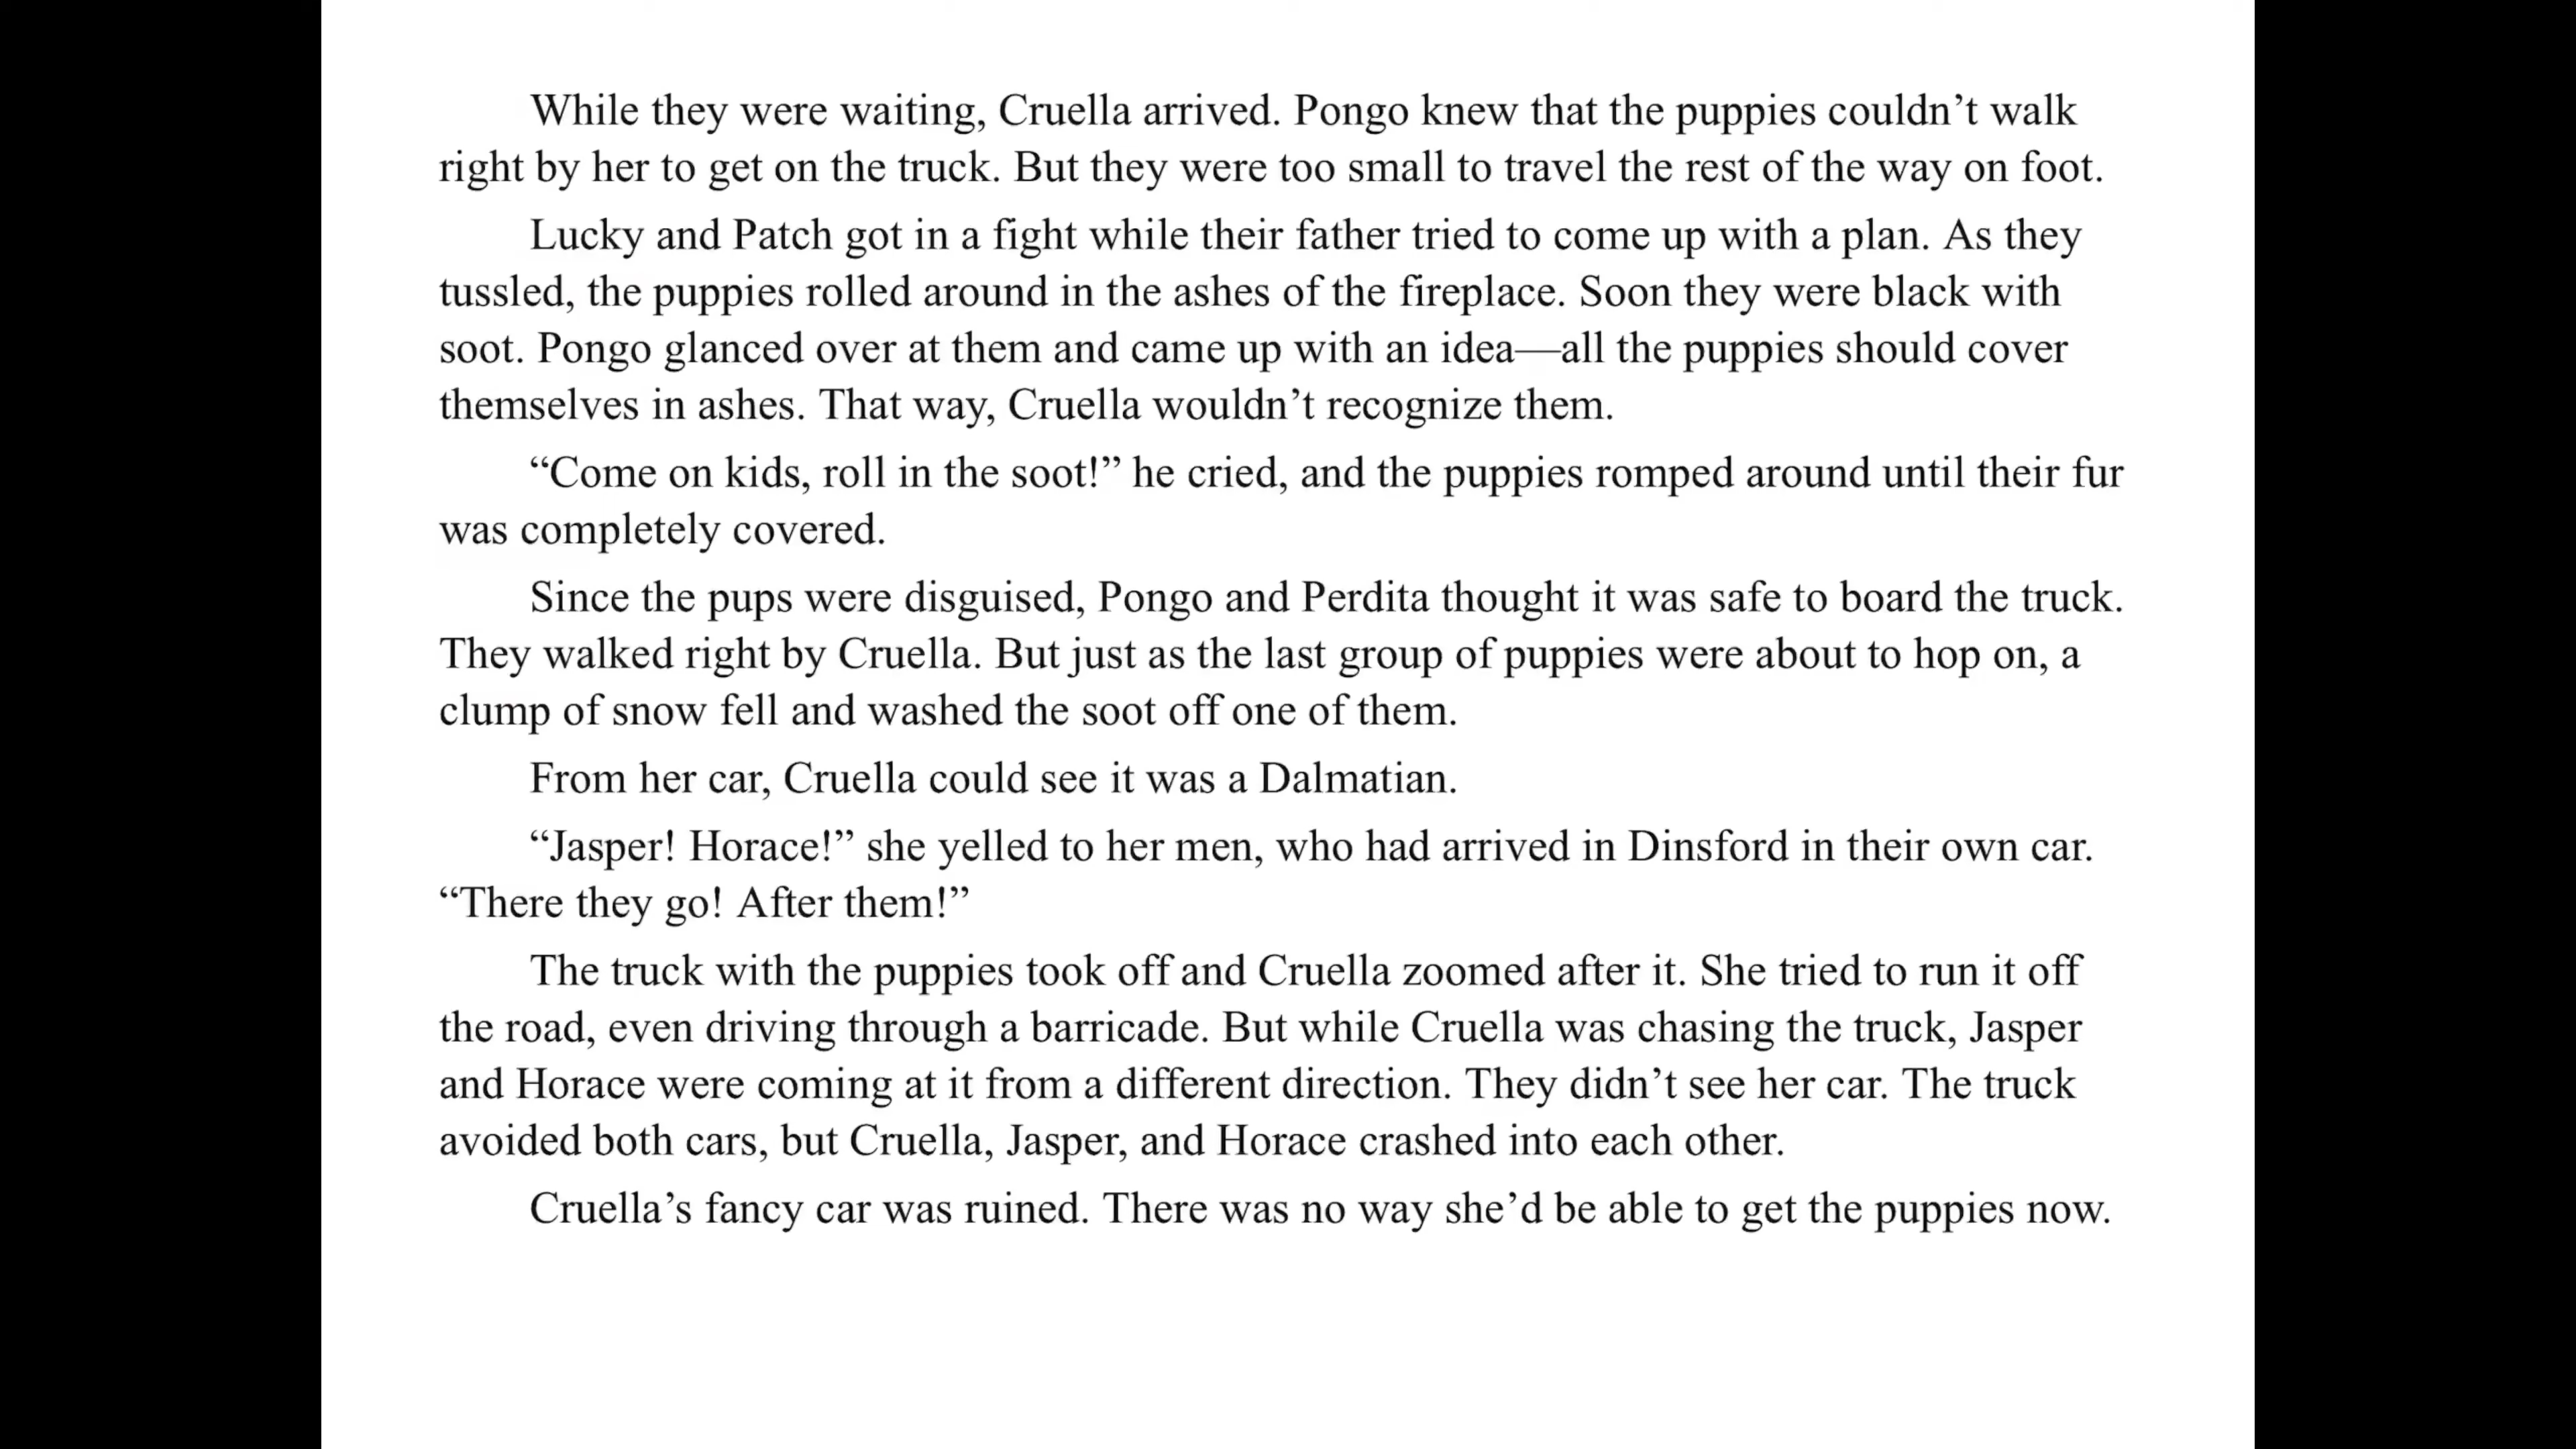 While they were waiting, Cruella arrived. Pongo knew that the puppies couldn’t walk
right by her to get on the truck. But they were too small to travel the rest of the way on foot.
Lucky and Patch got in a fight while their father tried to come up with a plan. As they
tussled, the puppies rolled around in the ashes of the fireplace. Soon they were black with
soot. Pongo glanced over at them and came up with an idea—all the puppies should cover
themselves in ashes. That way, Cruella wouldn’t recognize them.
“Come on kids, roll in the soot!” he cried, and the puppies romped around until their fur
was completely covered.
Since the pups were disguised, Pongo and Perdita thought it was safe to board the truck.
They walked right by Cruella. But just as the last group of puppies were about to hop on, a
clump of snow fell and washed the soot off one of them.
From her car, Cruella could see it was a Dalmatian.
“Jasper! Horace!” she yelled to her men, who had arrived in Dinsford in their own car.
“There they go! After them!”
The truck with the puppies took off and Cruella zoomed after it. She tried to run it off
the road, even driving through a barricade. But while Cruella was chasing the truck, Jasper
and Horace were coming at it from a different direction. They didn’t see her car. The truck
avoided both cars, but Cruella, Jasper, and Horace crashed into each other.
Cruella’s fancy car was ruined. There was no way she’d be able to get the puppies now.